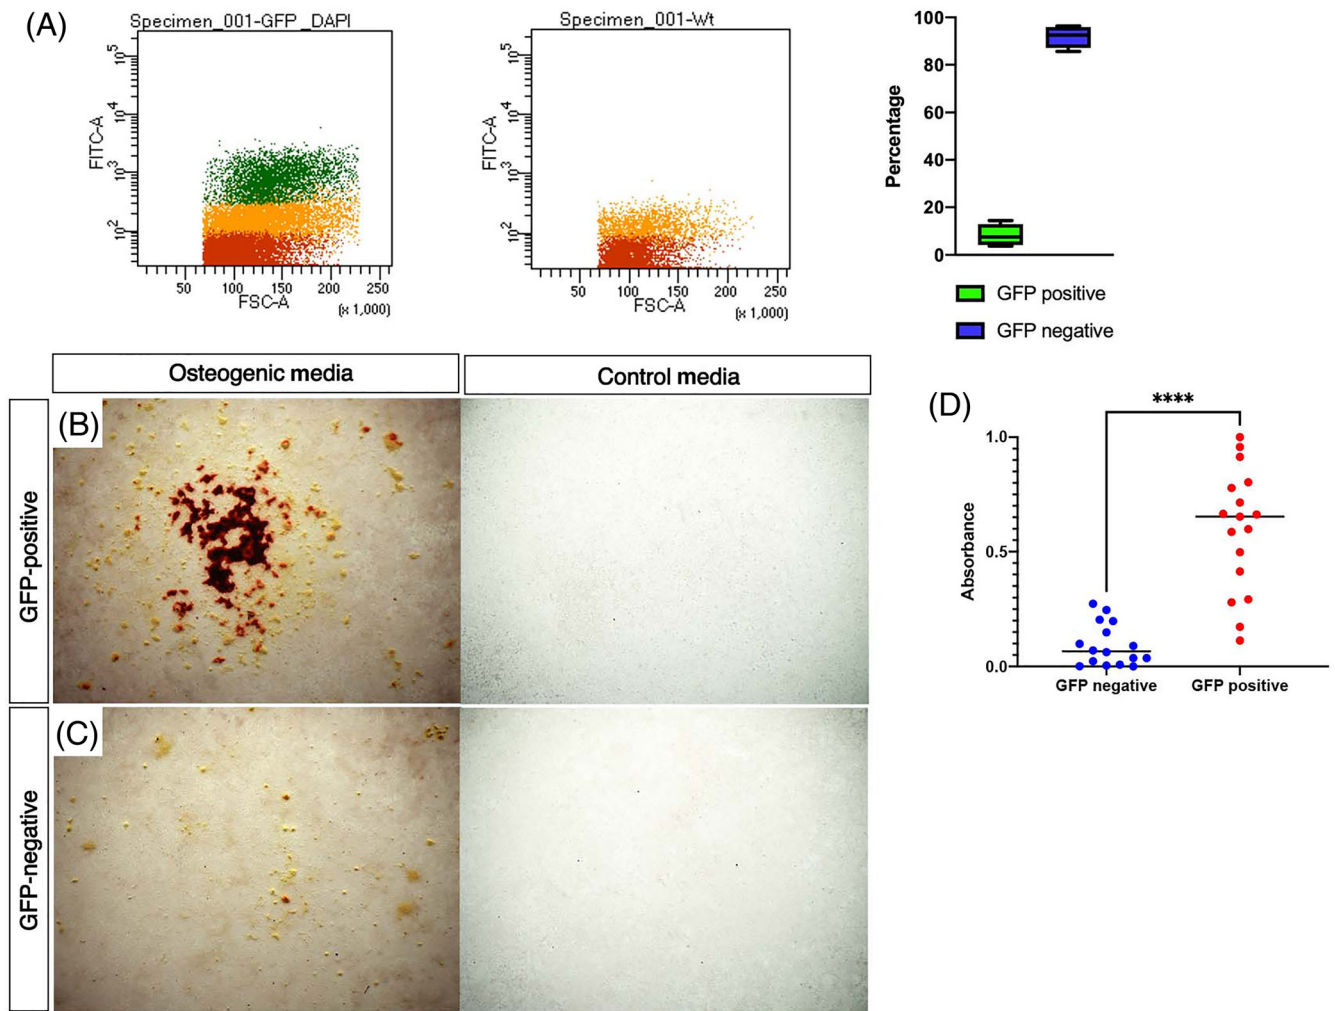 (A)
Specimen_001-GFP _DAPI
FITC-A
10^5
10^4
10^3
10^2
50 100 150 200 250
FSC-A
(x 1,000)
Specimen_001-Wt
FITC-A
10^5
10^4
10^3
10^2
50 100 150 200 250
FSC-A
(x 1,000)
Percentage
100
80
60
40
20
0
GFP positive
GFP negative
Osteogenic media
Control media
GFP-positive
(B)
GFP-negative
(C)
(D)
****
Absorbance
1.0
0.5
0.0
GFP negative GFP positive